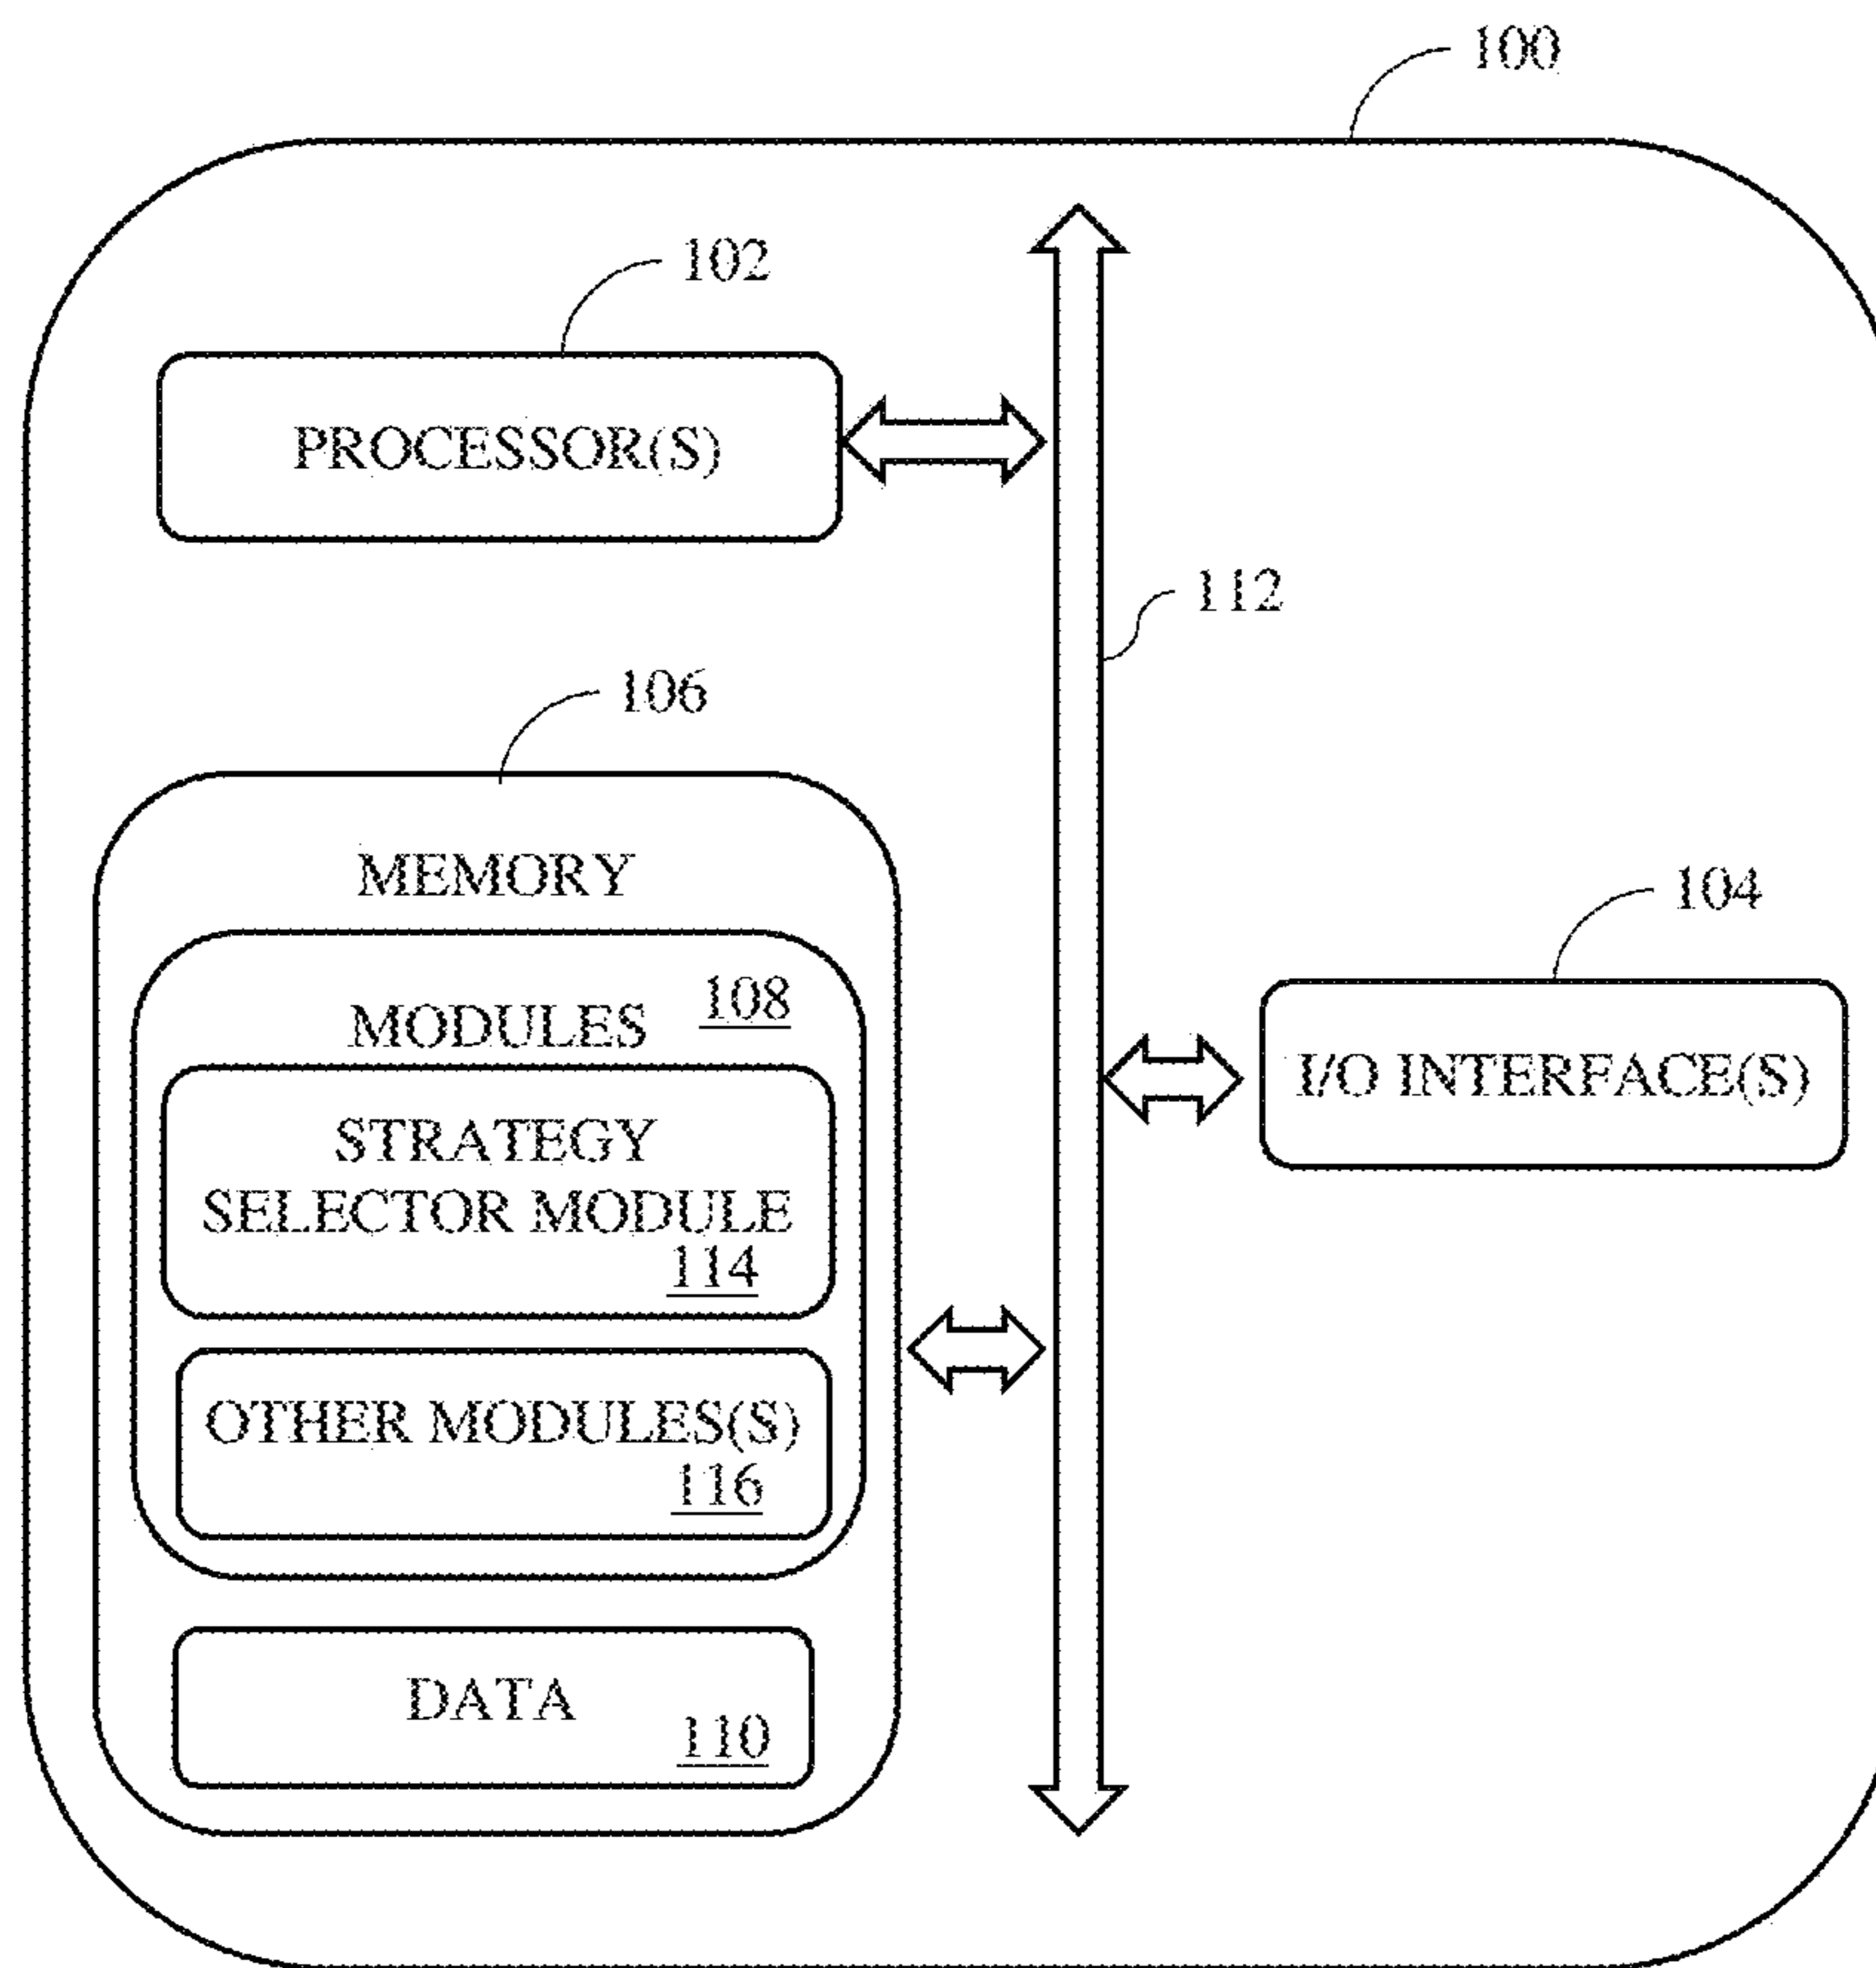 100
102
PROCESSOR(S)
112
106
MEMORY
104
108
MODULES
I/O INTERFACE(S)
STRATEGY
SELECTOR MODULE
114
OTHER MODULES(S)
116
DATA
110